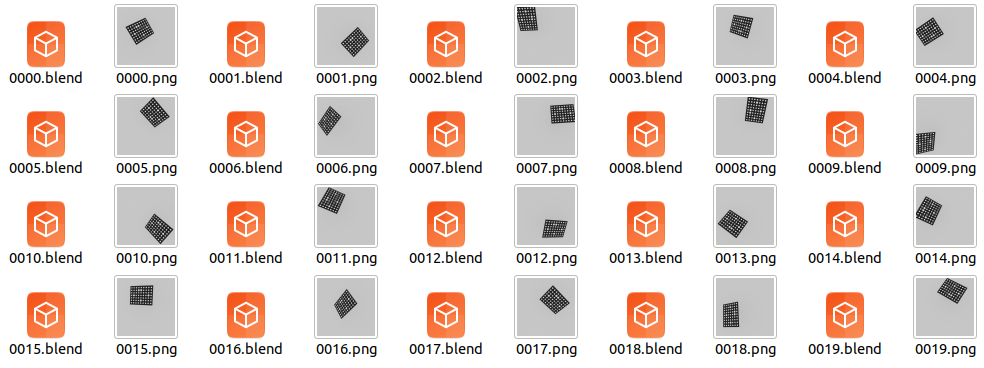 0000.blend 0000.png 0001.blend 0001.png 0002.blend 0002.png 0003.blend 0003.png 0004.blend 0004.png
0005.blend 0005.png 0006.blend 0006.png 0007.blend 0007.png 0008.blend 0008.png 0009.blend 0009.png
0010.blend 0010.png 0011.blend 0011.png 0012.blend 0012.png 0013.blend 0013.png 0014.blend 0014.png
0015.blend 0015.png 0016.blend 0016.png 0017.blend 0017.png 0018.blend 0018.png 0019.blend 0019.png